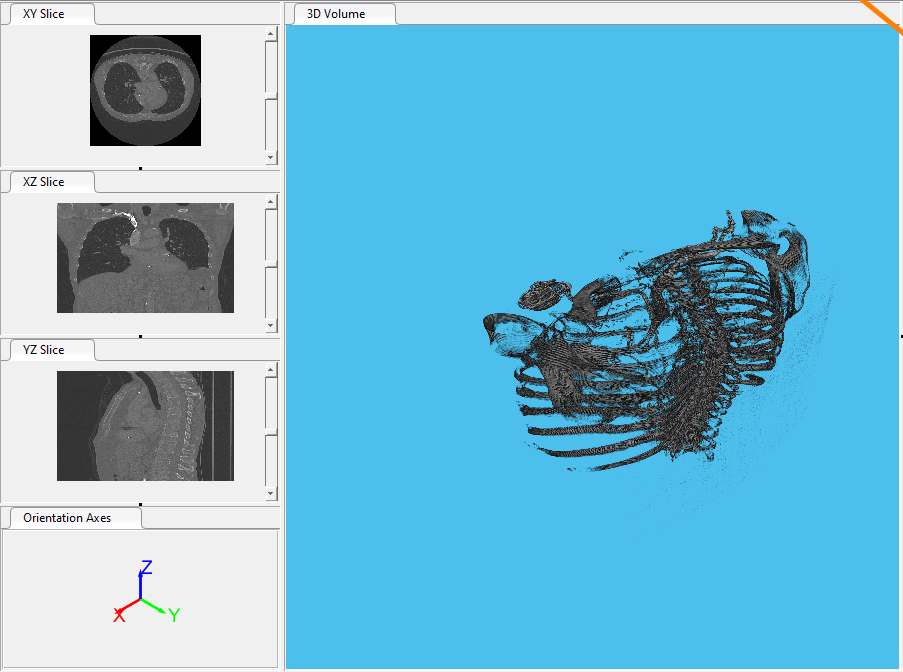 XY Slice
3D Volume
XZ Slice
YZ Slice
Orientation Axes
Z
X
Y